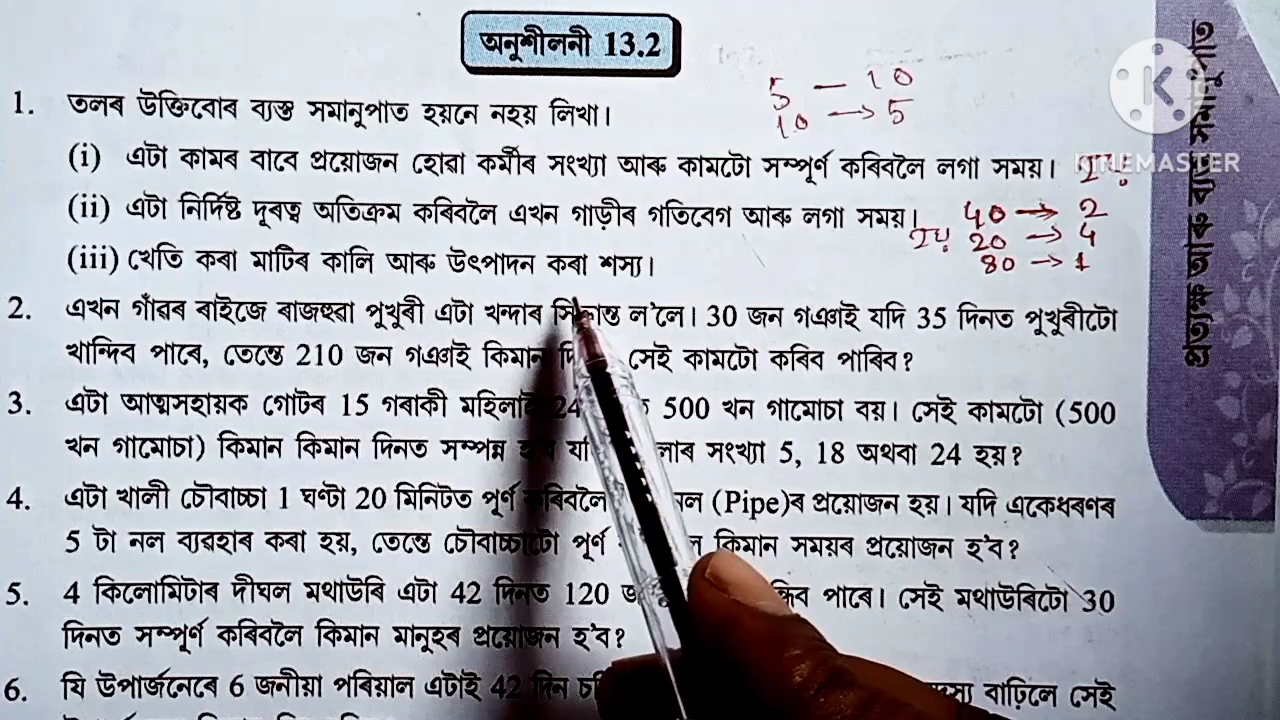 অনুশীলনী 13.2
5 — 10
10 → 5
1. তলৰ উক্তিবোৰ ব্যস্ত সমানুপাত হয়নে নহয় লিখা।
(i) এটা কামৰ বাবে প্ৰয়োজন হোৱা কৰ্মীৰ সংখ্যা আৰু কামটো সম্পূৰ্ণ কৰিবলৈ লগা সময়।
(ii) এটা নিৰ্দিষ্ট দূৰত্ব অতিক্ৰম কৰিবলৈ এখন গাড়ীৰ গতিবেগ আৰু লগা সময়।
40 → 2
20 → 4
80 → 1
(iii) খেতি কৰা মাটিৰ কালি আৰু উৎপাদন কৰা শস্য।
2. এখন গাঁৱৰ ৰাইজে ৰাজহুৱা পুখুৰী এটা খন্দাৰ ল'লে। 30 জন গঞাই যদি 35 দিনত পুখুৰীটো
খান্দিব পাৰে, তেন্তে 210 জন গঞাই কিমান সেই কামটো কৰিব পাৰিব?
3. এটা আত্মসহায়ক গোটৰ 15 গৰাকী 24 500 খন গামোচা বয়। সেই কামটো (500
খন গামোচা) কিমান কিমান দিনত সম্পন্ন সংখ্যা 5, 18 অথবা 24 হয়?
4. এটা খালী চৌবাচ্চা 1 ঘণ্টা 20 মিনিটত পূৰ্ণ কৰিবলৈ (Pipe)ৰ প্ৰয়োজন হয়। যদি একেধৰণৰ
5 টা নল ব্যৱহাৰ কৰা হয়, তেন্তে চৌবাচ্চাটো পূৰ্ণ কিমান সময়ৰ প্ৰয়োজন হ'ব?
5. 4 কিলোমিটাৰ দীঘল মথাউৰি এটা 42 দিনত 120 পাৰে। সেই মথাউৰিটো 30
দিনত সম্পূৰ্ণ কৰিবলৈ কিমান মানুহৰ প্ৰয়োজন হ'ব?
6. যি উপাৰ্জনেৰে 6 জনীয়া পৰিয়াল এটাই 42 দিন বাঢ়িলে সেই
KINEMASTER